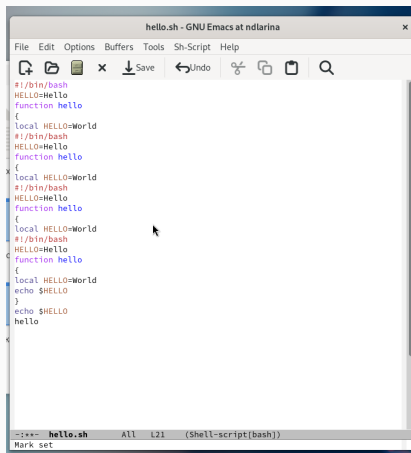 hello.sh - GNU Emacs at ndlarina ×
File Edit Options Buffers Tools Sh-Script Help
Save Undo
#!/bin/bash
HELLO=Hello
function hello
{
local HELLO=World
#!/bin/bash
HELLO=Hello
function hello
{
local HELLO=World
#!/bin/bash
HELLO=Hello
function hello
{
local HELLO=World
#!/bin/bash
HELLO=Hello
function hello
{
local HELLO=World
echo $HELLO
}
echo $HELLO
hello
-:**- hello.sh All L21 (Shell-script[bash])
Mark set